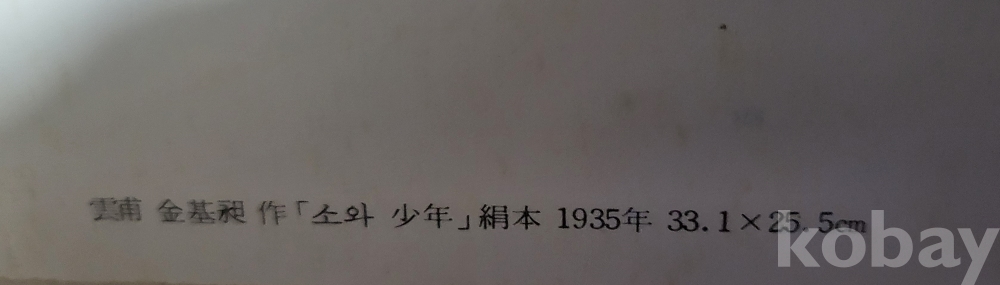 雲甫 金基昶 作「소와 少年」絹本 1935年 33.1×25.5cm
kobay